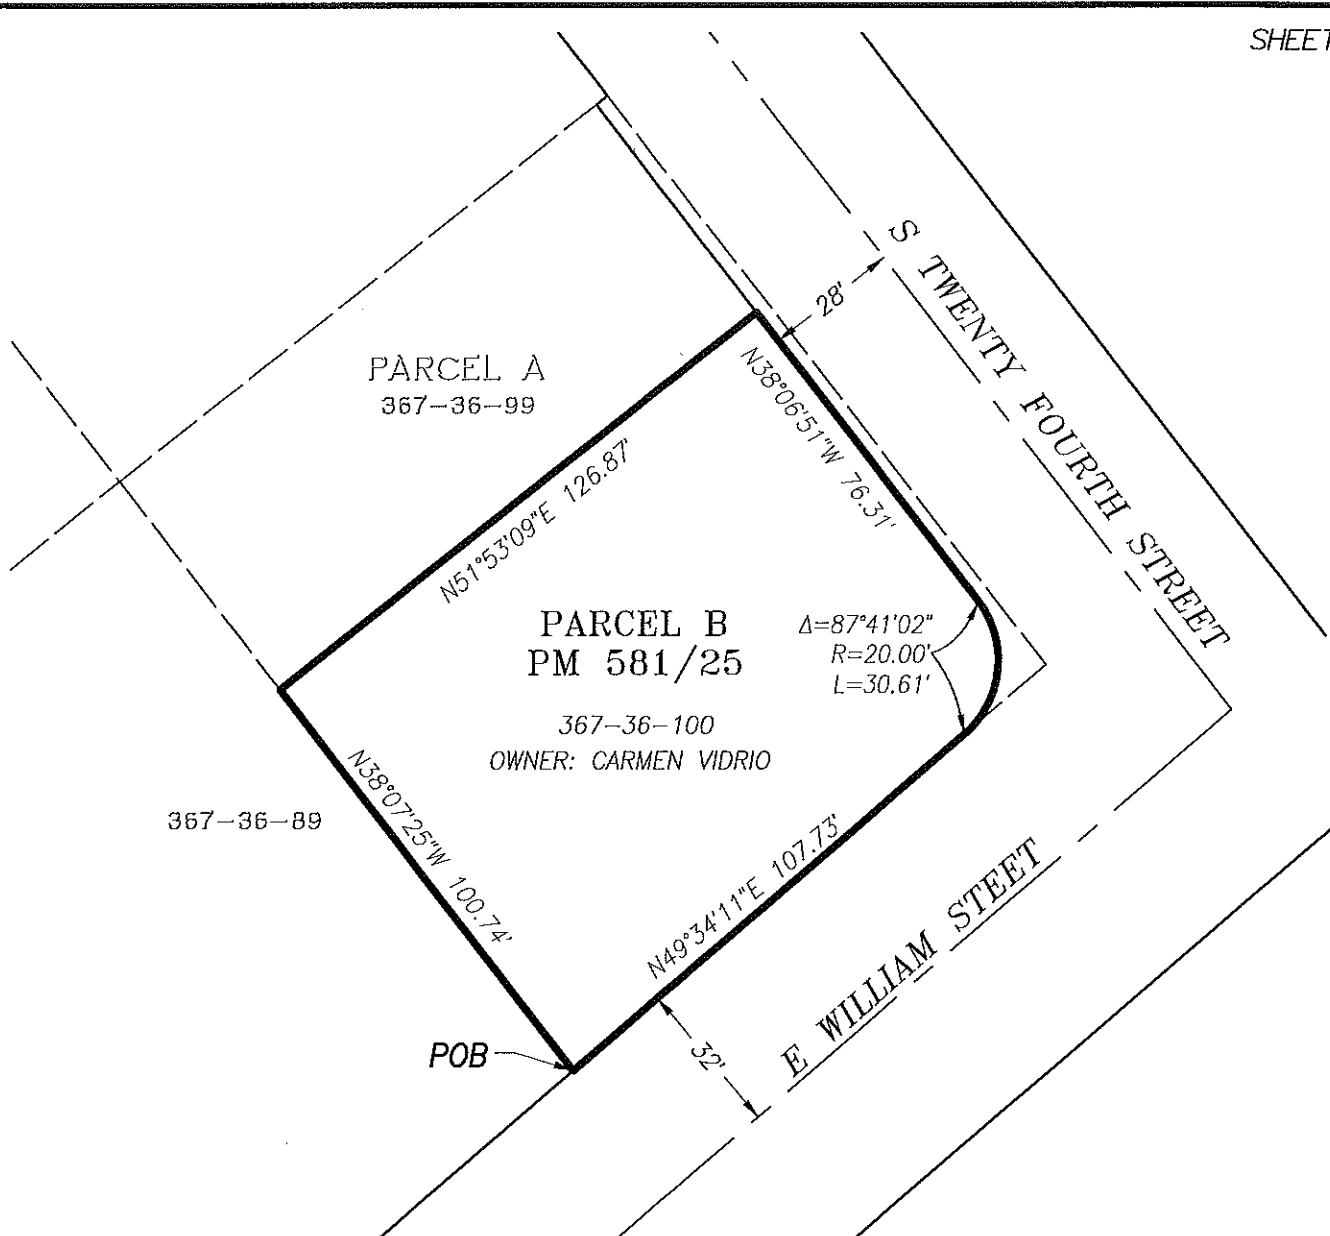 SHEET
S TWENTY FOURTH STREET
28'
PARCEL A
367-36-99
N38°06'51"W 76.31'
N51°53'09"E 126.87'
PARCEL B
PM 581/25
Δ=87°41'02"
R=20.00'
L=30.61'
367-36-100
OWNER: CARMEN VIDRIO
N38°07'25"W 100.74'
367-36-89
N49°34'11"E 107.73'
E WILLIAM STEET
POB
32'